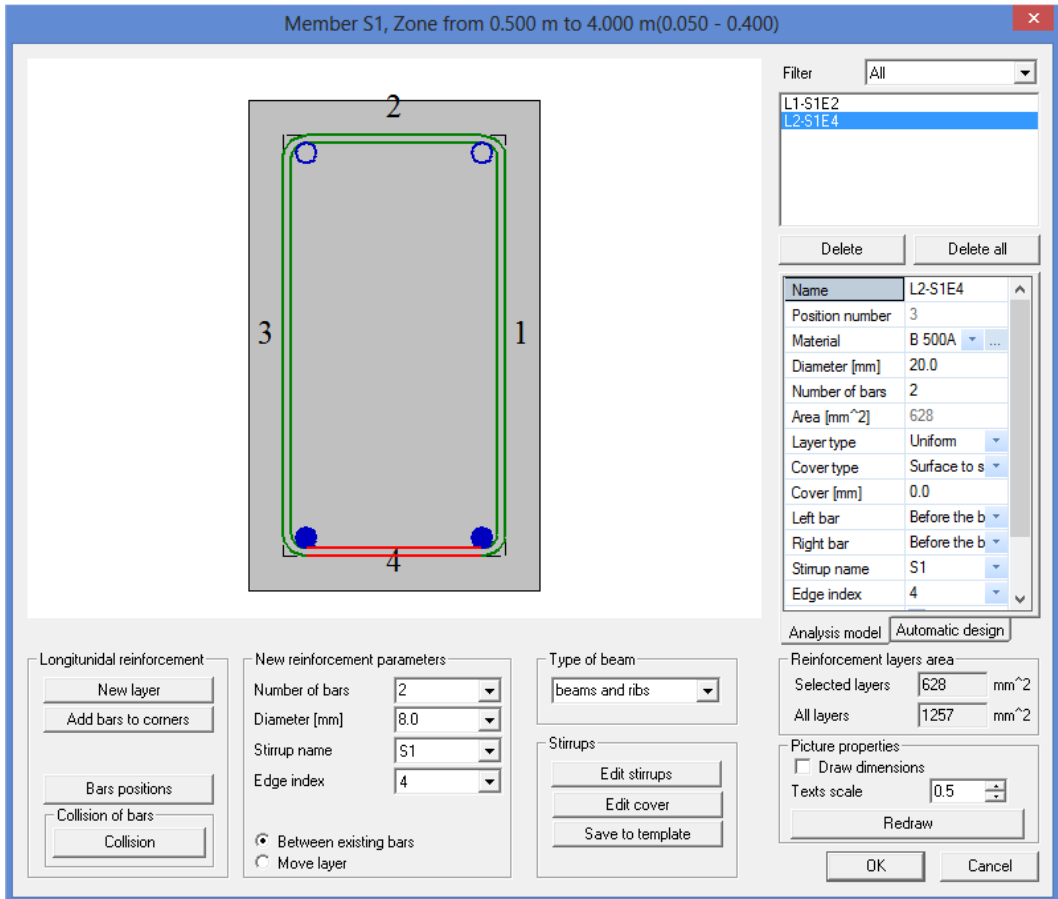 Member S1, Zone from 0.500 m to 4.000 m(0.050 - 0.400)
2
3
1
4
Filter All
L1-S1E2
L2-S1E4
Delete Delete all
Name L2-S1E4
Position number 3
Material B 500A ...
Diameter [mm] 20.0
Number of bars 2
Area [mm^2] 628
Layer type Uniform
Cover type Surface to s
Cover [mm] 0.0
Left bar Before the b
Right bar Before the b
Stirrup name S1
Edge index 4
Analysis model Automatic design
Longitunidal reinforcement
New layer
Add bars to corners
Bars positions
Collision of bars
Collision
New reinforcement parameters
Number of bars 2
Diameter [mm] 8.0
Stirrup name S1
Edge index 4
Between existing bars
Move layer
Type of beam
beams and ribs
Stirrups
Edit stirrups
Edit cover
Save to template
Reinforcement layers area
Selected layers 628 mm^2
All layers 1257 mm^2
Picture properties
Draw dimensions
Texts scale 0.5
Redraw
OK Cancel